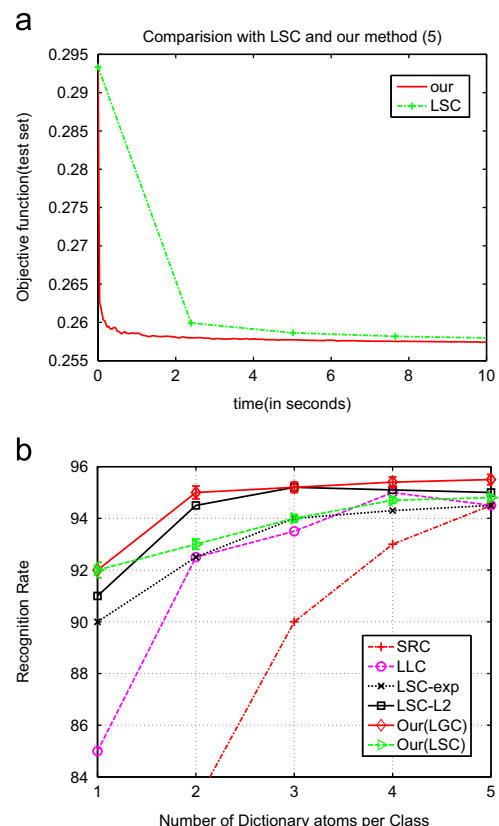 a
Comparision with LSC and our method (5)
0.295
0.29
0.285
0.28
0.275
0.27
0.265
0.26
0.255
Objective function(test set)
our
LSC
0 2 4 6 8 10
time(in seconds)
b
96
94
92
90
88
86
84
Recognition Rate
SRC
LLC
LSC-exp
LSC-L2
Our(LGC)
Our(LSC)
1 2 3 4 5
Number of Dictionary atoms per Class